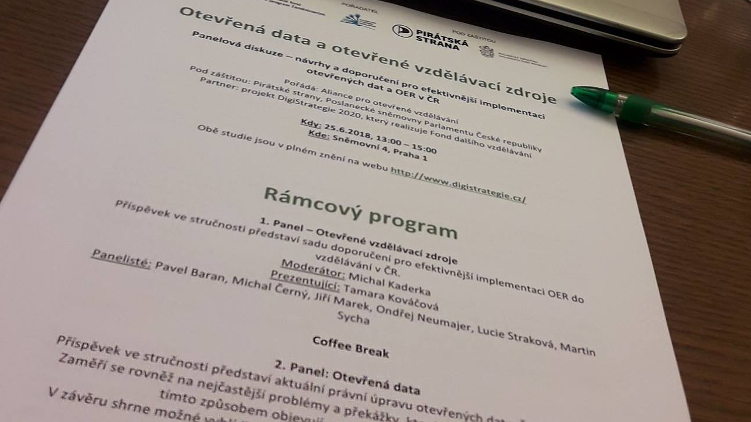 POŘADATEL
POD ZÁŠTITOU
PIRÁTSKÁ
STRANA
Otevřená data a otevřené vzdělávací zdroje
Panelová diskuze – návrhy a doporučení pro efektivnější implementaci
otevřených dat a OER v ČR
Pořádá: Aliance pro otevřené vzdělávání
Pod záštitou: Pirátské strany, Poslanecké sněmovny Parlamentu České republiky
Partner: projekt DigiStrategie 2020, který realizuje Fond dalšího vzdělávání
Kdy: 25.6.2018, 13:00 – 15:00
Kde: Sněmovní 4, Praha 1
Obě studie jsou v plném znění na webu http://www.digistrategie.cz/
Rámcový program
1. Panel – Otevřené vzdělávací zdroje
Příspěvek ve stručnosti představí sadu doporučení pro efektivnější implementaci OER do
vzdělávání v ČR.
Moderátor: Michal Kaderka
Prezentující: Tamara Kováčová
Panelisté: Pavel Baran, Michal Černý, Jiří Marek, Ondřej Neumajer, Lucie Straková, Martin
Sycha
Coffee Break
2. Panel: Otevřená data
Příspěvek ve stručnosti představí aktuální právní úpravu otevřených dat
Zaměří se rovněž na nejčastější problémy a překážky,
tímto způsobem
V závěru shrne možné